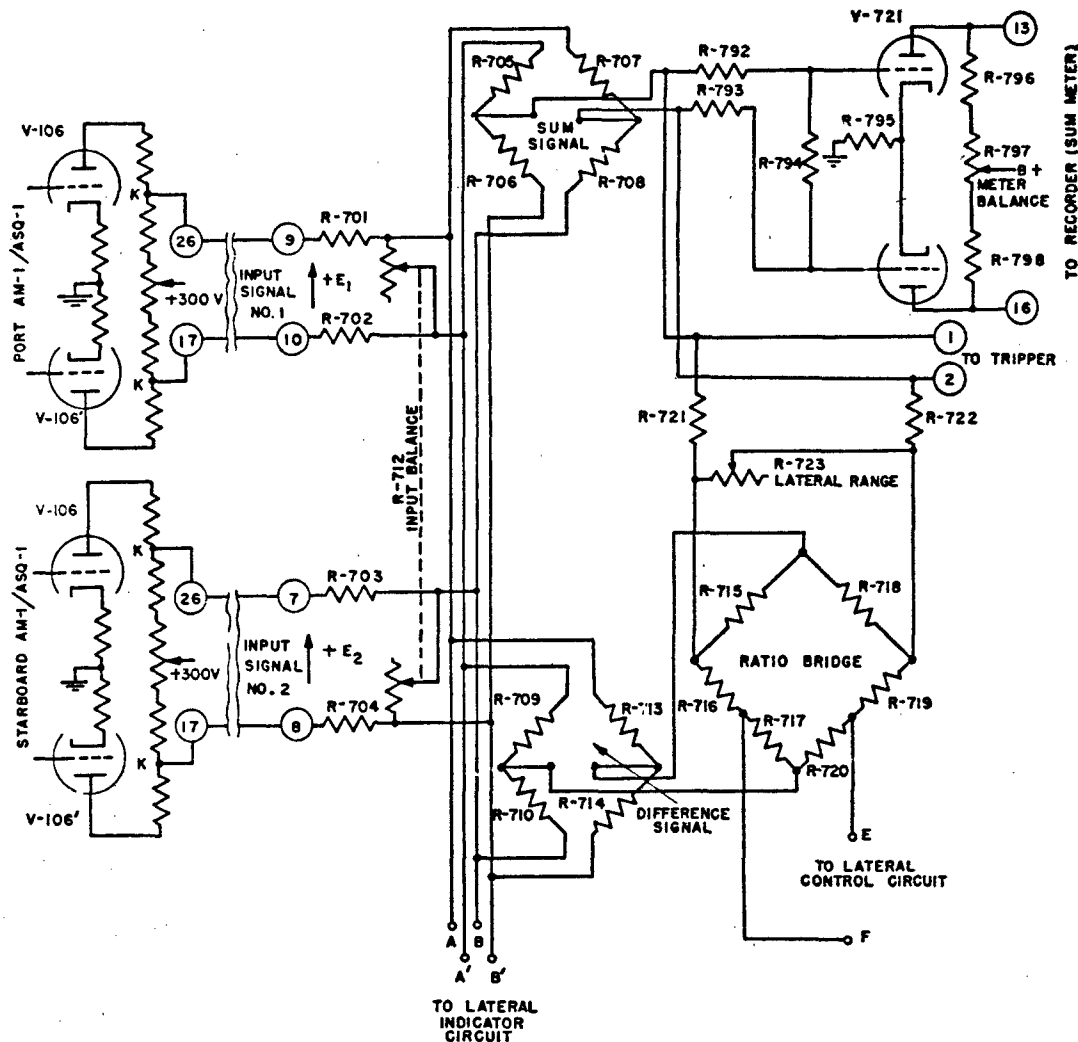 V-721
13
R-792
R-705
R-707
R-796
R-793
V-106
SUM
SIGNAL
R-795
R-797
B+
METER
BALANCE
R-794
TO RECORDER (SUM METER)
R-706
R-708
K
26
9
R-701
R-798
PORT AM-1/ASQ-1
INPUT
SIGNAL
NO. 1
+E1
+300 V
R-702
17
10
16
1
TO TRIPPER
2
K
V-106'
R-721
R-722
R-712
INPUT BALANCE
R-723
LATERAL RANGE
V-106
K
26
7
R-703
R-715
R-718
STARBOARD AM-1/ASQ-1
INPUT
SIGNAL
NO. 2
+E2
+300V
RATIO BRIDGE
R-704
17
8
R-709
R-713
R-716
R-717
R-719
R-720
K
R-710
R-714
DIFFERENCE
SIGNAL
V-106'
E
TO LATERAL
CONTROL CIRCUIT
F
A
B
A'
B'
TO LATERAL
INDICATOR
CIRCUIT